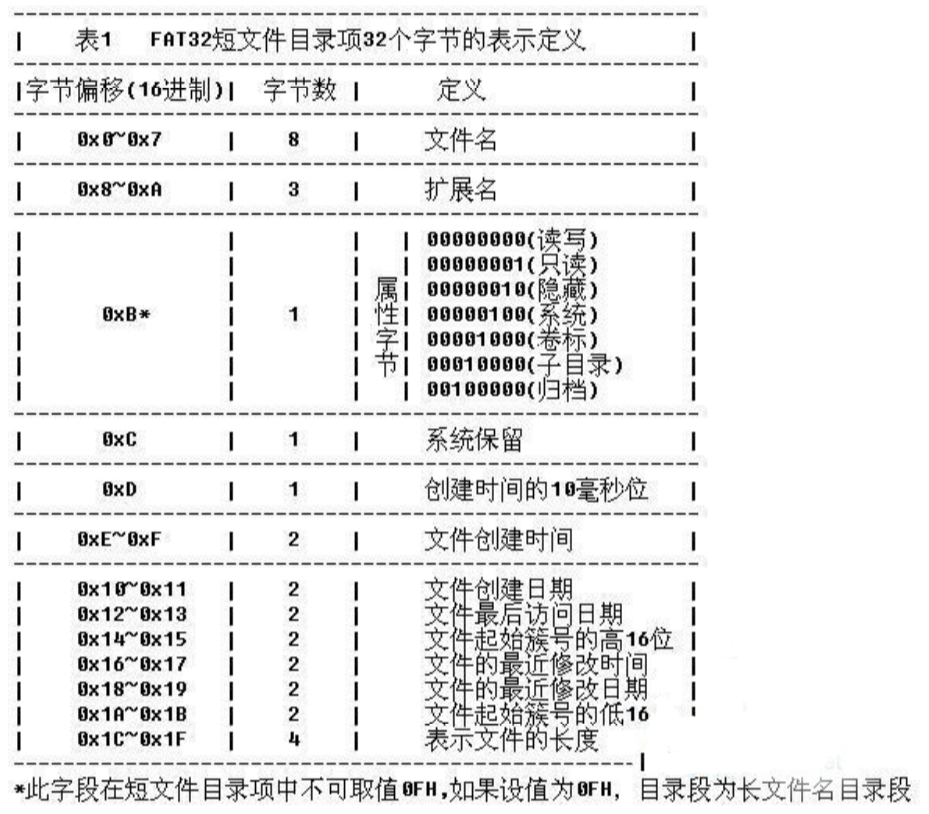 表1 FAT32短文件目录项32个字节的表示定义
字节偏移(16进制) 字节数 定义
0x0~0x7 8 文件名
0x8~0xA 3 扩展名
0xB* 1 属性字节 00000000(读写)
00000001(只读)
00000010(隐藏)
00000100(系统)
00001000(卷标)
00010000(子目录)
00100000(归档)
0xC 1 系统保留
0xD 1 创建时间的10毫秒位
0xE~0xF 2 文件创建时间
0x10~0x11 2 文件创建日期
0x12~0x13 2 文件最后访问日期
0x14~0x15 2 文件起始簇号的高16位
0x16~0x17 2 文件的最近修改时间
0x18~0x19 2 文件的最近修改日期
0x1A~0x1B 2 文件起始簇号的低16
0x1C~0x1F 4 表示文件的长度
*此字段在短文件目录项中不可取值0FH,如果设值为0FH，目录段为长文件名目录段